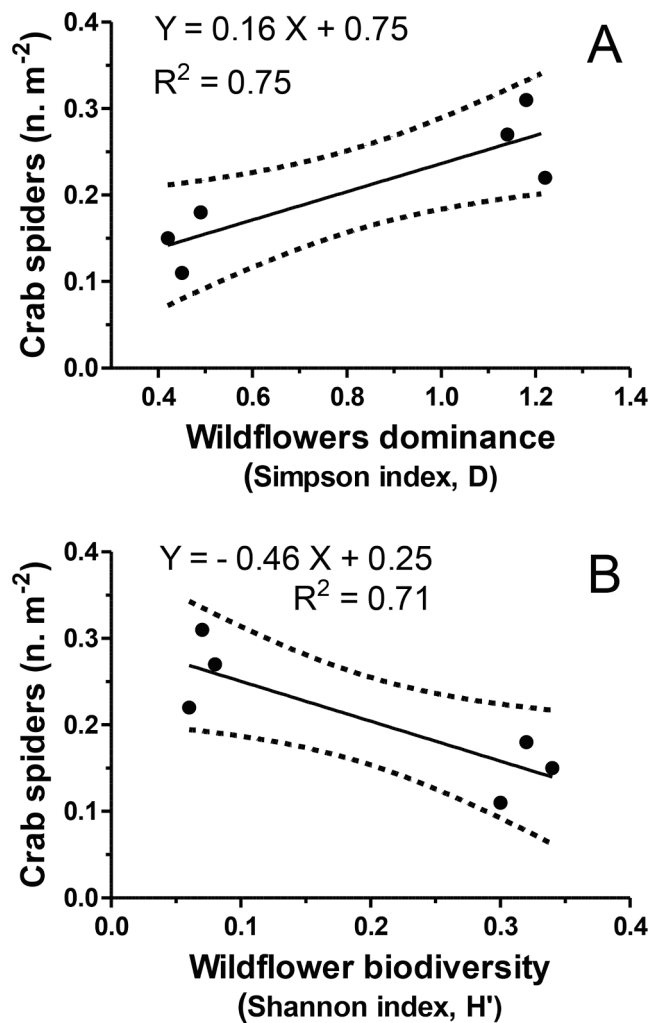 Y = 0.16 X + 0.75
A
R² = 0.75
Crab spiders (n. m⁻²)
0.4
0.3
0.2
0.1
0.0
0.4 0.6 0.8 1.0 1.2 1.4
Wildflowers dominance
(Simpson index, D)
Y = - 0.46 X + 0.25
B
R² = 0.71
Crab spiders (n. m⁻²)
0.4
0.3
0.2
0.1
0.0
0.0 0.1 0.2 0.3 0.4
Wildflower biodiversity
(Shannon index, H')